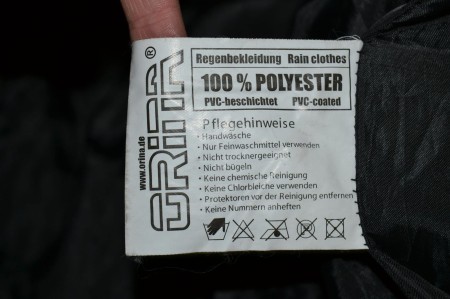 www.orina.de
ORINA®
Regenbekleidung Rain clothes
100 % POLYESTER
PVC-beschichtet PVC-coated
Pflegehinweise
• Handwäsche
• Nur Feinwaschmittel verwenden
• Nicht trocknergeeignet
• Nicht bügeln
• Keine chemische Reinigung
• Keine Chlorbleicne verwenden
• Protektoren vor der Reinigung entfernen
• Keine Nummern anheften